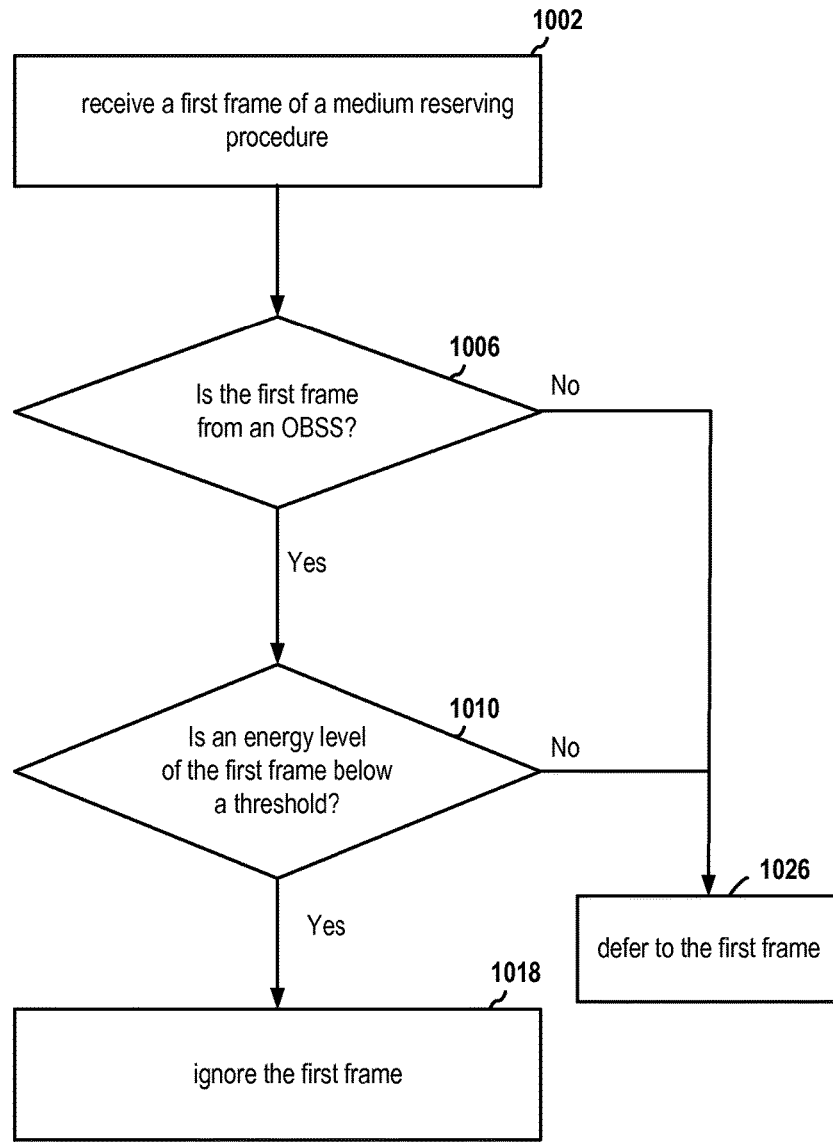 1002
receive a first frame of a medium reserving
procedure
1006
Is the first frame
from an OBSS?
No
Yes
1010
Is an energy level
of the first frame below
a threshold?
No
Yes
1026
defer to the first frame
1018
ignore the first frame